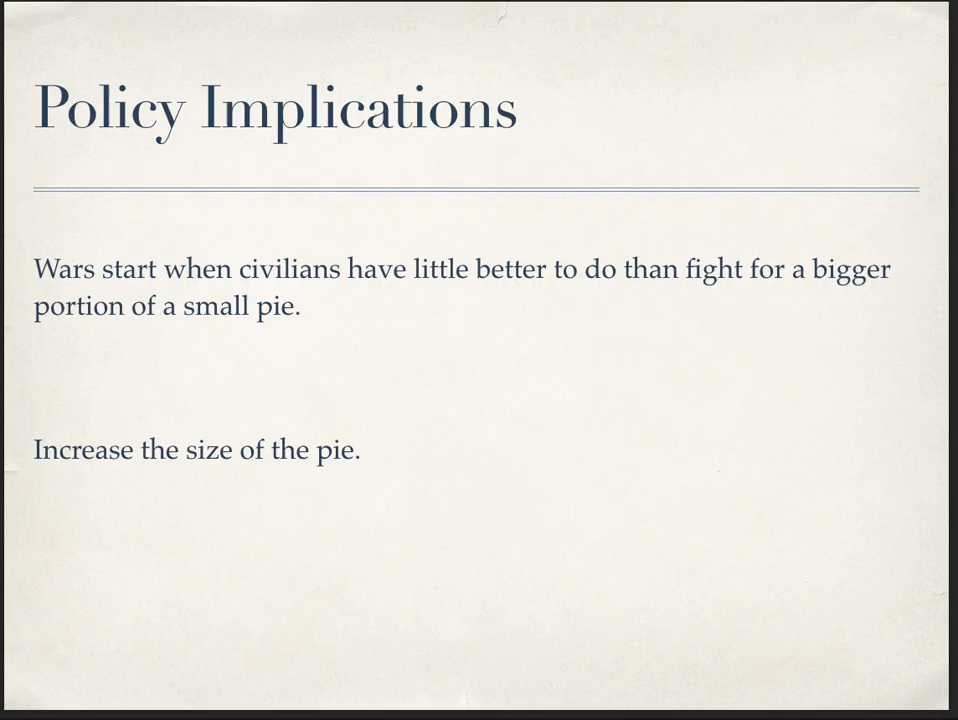 Policy Implications
Wars start when civilians have little better to do than fight for a bigger
portion of a small pie.
Increase the size of the pie.